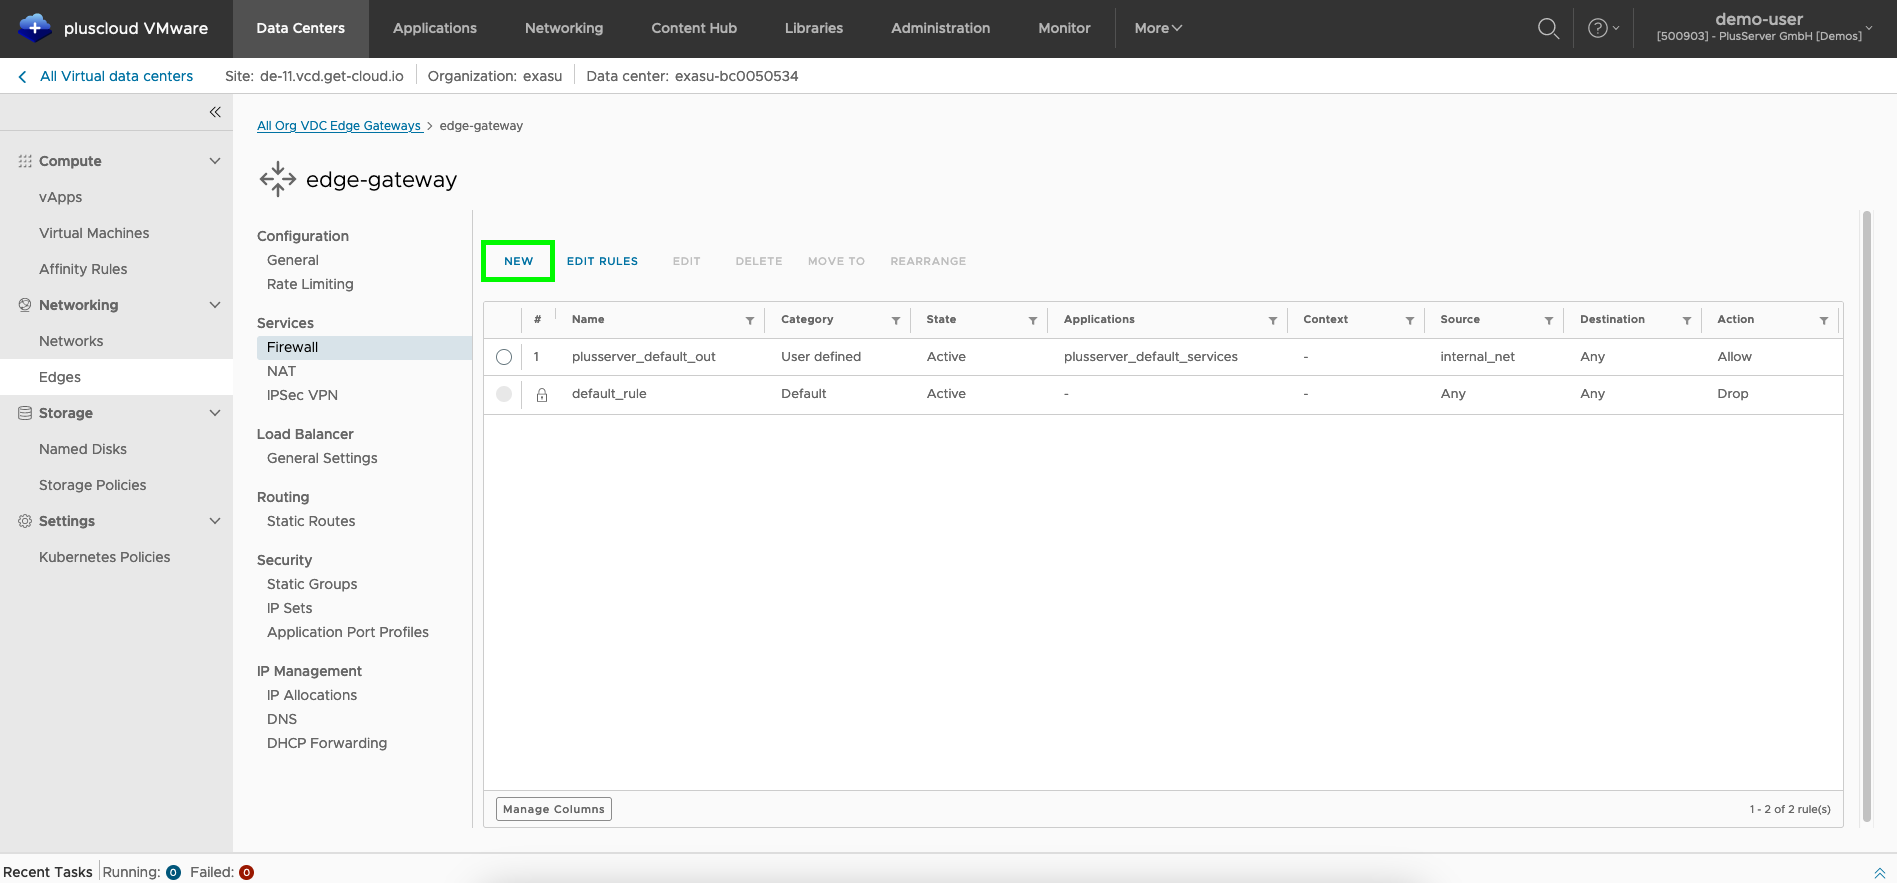 pluscloud VMware
Data Centers
Applications
Networking
Content Hub
Libraries
Administration
Monitor
More
demo-user
[500903] - PlusServer GmbH [Demos]
All Virtual data centers
Site: de-11.vcd.get-cloud.io
Organization: exasu
Data center: exasu-bc0050534
Compute
vApps
Virtual Machines
Affinity Rules
Networking
Networks
Edges
Storage
Named Disks
Storage Policies
Settings
Kubernetes Policies
All Org VDC Edge Gateways > edge-gateway
edge-gateway
Configuration
General
Rate Limiting
Services
Firewall
NAT
IPSec VPN
Load Balancer
General Settings
Routing
Static Routes
Security
Static Groups
IP Sets
Application Port Profiles
IP Management
IP Allocations
DNS
DHCP Forwarding
NEW EDIT RULES EDIT DELETE MOVE TO REARRANGE
# Name Category State Applications Context Source Destination Action
1 plusserver_default_out User defined Active plusserver_default_services - internal_net Any Allow
default_rule Default Active - - Any Any Drop
Manage Columns
1 - 2 of 2 rule(s)
Recent Tasks Running: 0 Failed: 0